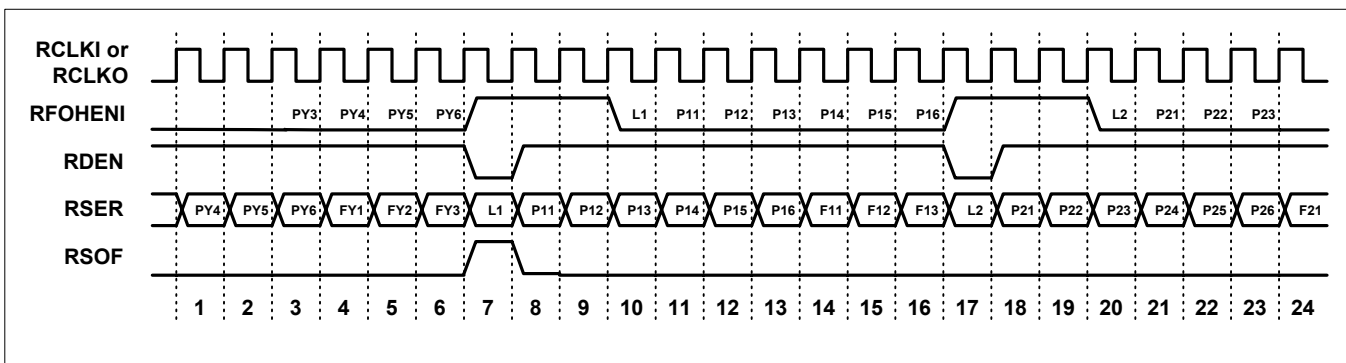 RCLKI or
RCLKO
RFOHENI PY3 PY4 PY5 PY6 L1 P11 P12 P13 P14 P15 P16 L2 P21 P22 P23
RDEN
RSER PY4 PY5 PY6 FY1 FY2 FY3 L1 P11 P12 P13 P14 P15 P16 F11 F12 F13 L2 P21 P22 P23 P24 P25 P26 F21
RSOF
1 2 3 4 5 6 7 8 9 10 11 12 13 14 15 16 17 18 19 20 21 22 23 24